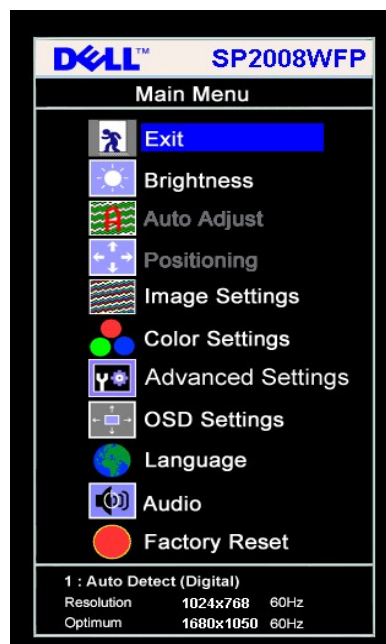 DELL™ SP2008WFP
Main Menu
Exit
Brightness
Auto Adjust
Positioning
Image Settings
Color Settings
Advanced Settings
OSD Settings
Language
Audio
Factory Reset
1 : Auto Detect (Digital)
Resolution 1024x768 60Hz
Optimum 1680x1050 60Hz